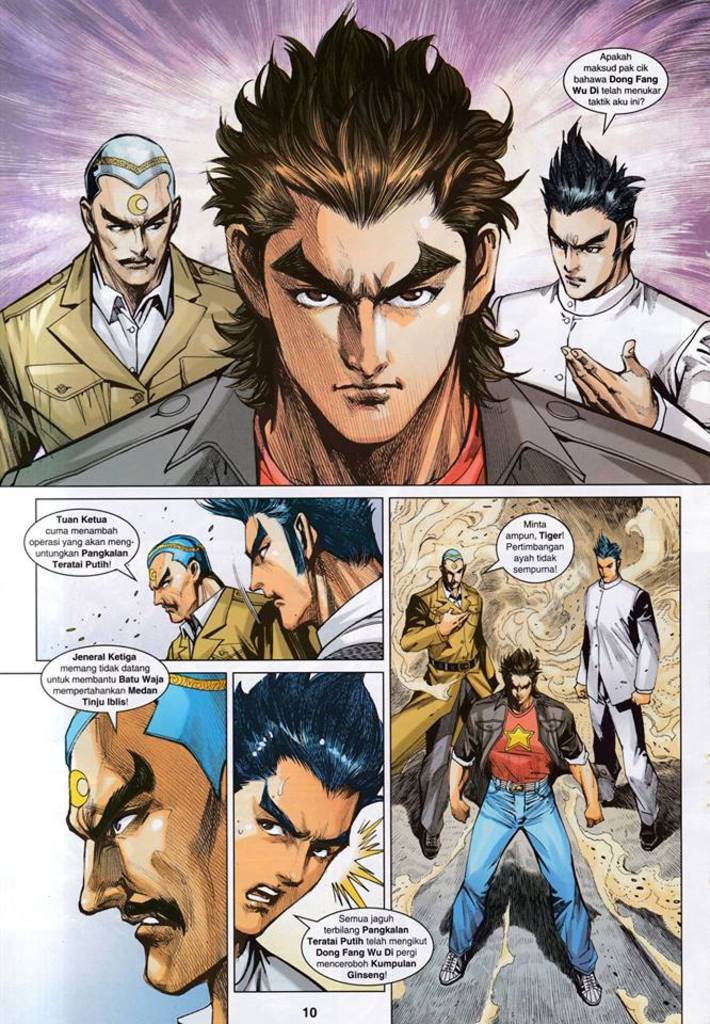 Apakah
maksud pak cik
bahawa Dong Fang
Wu Di telah menukar
taktik aku ini?
Tuan Ketua
cuma menambah
operasi yang akan meng-
untungkan Pangkalan
Teratai Putih!
Jeneral Ketiga
memang tidak datang
untuk membantu Batu Waja
mempertahankan Medan
Tinju Iblis!
Semua jaguh
terbilang Pangkalan
Teratai Putih telah mengikut
Dong Fang Wu Di pergi
menceroboh Kumpulan
Ginseng!
Minta
ampun, Tiger!
Pertimbangan
ayah tidak
sempurna!
10